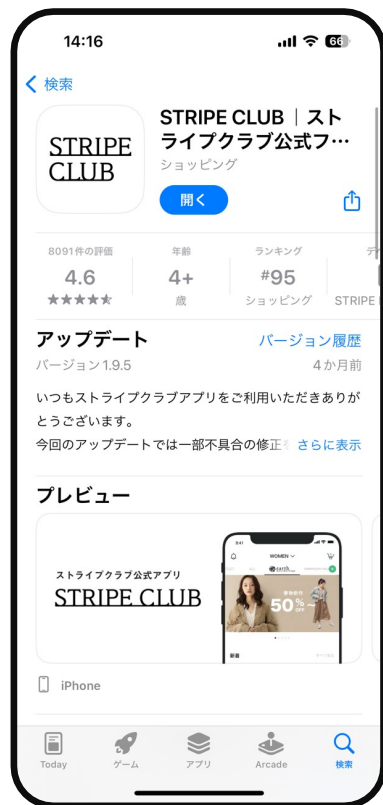 14:16
66
検索
STRIPE
CLUB
STRIPE CLUB｜スト
ライプクラブ公式フ…
ショッピング
開く
8091件の評価
年齢
ランキング
4.6
4+
#95
★★★★★
歳
ショッピング
STRIPE
アップデート
バージョン履歴
バージョン 1.9.5
4か月前
いつもストライプクラブアプリをご利用いただきありが
とうございます。
今回のアップデートでは一部不具合の修正を
さらに表示
プレビュー
ストライプクラブ公式アプリ
STRIPE CLUB
9:41
WOMEN
earth
50%~
OFF
新着
iPhone
Today
ゲーム
アプリ
Arcade
検索